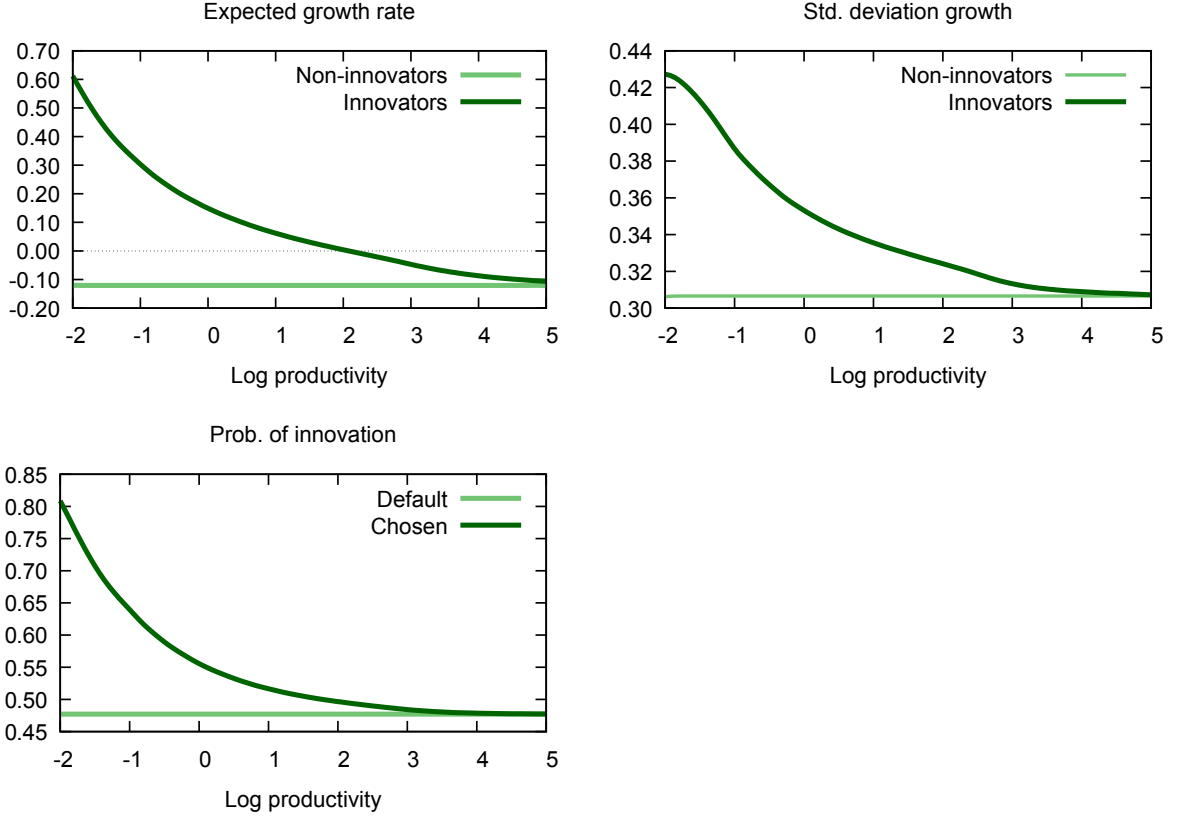 Expected growth rate
0.70
0.60
0.50
0.40
0.30
0.20
0.10
0.00
-0.10
-0.20
Non-innovators
Innovators
-2 -1 0 1 2 3 4 5
Log productivity
Std. deviation growth
0.44
0.42
0.40
0.38
0.36
0.34
0.32
0.30
Non-innovators
Innovators
-2 -1 0 1 2 3 4 5
Log productivity
Prob. of innovation
0.85
0.80
0.75
0.70
0.65
0.60
0.55
0.50
0.45
Default
Chosen
-2 -1 0 1 2 3 4 5
Log productivity